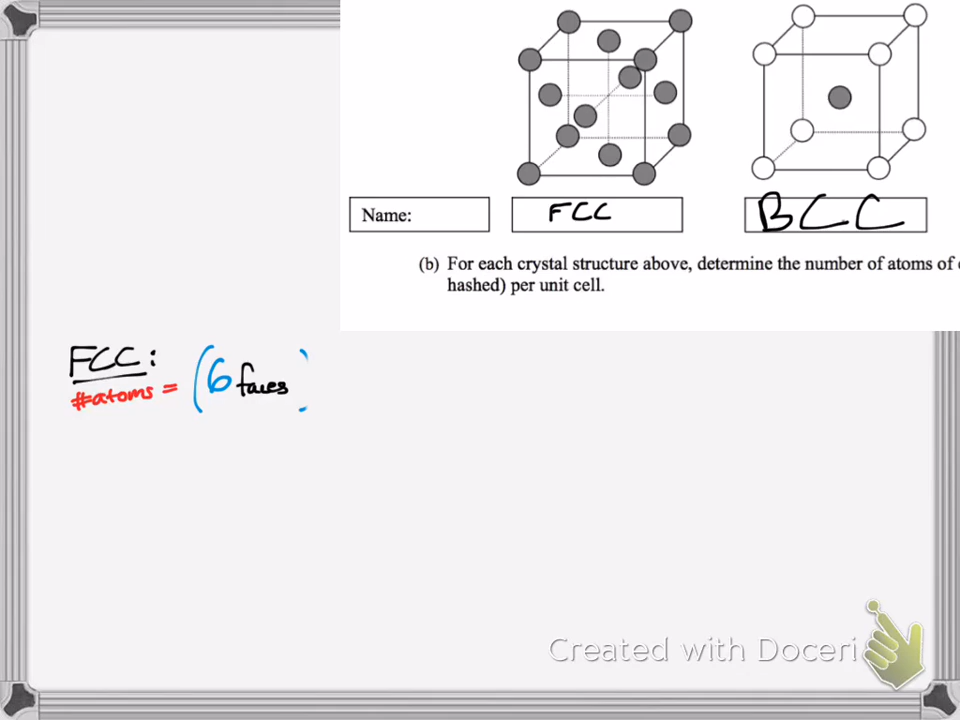 Name:
FCC
BCC
(b) For each crystal structure above, determine the number of atoms of
hashed) per unit cell.
FCC:
#atoms = (6 faces)
Created with Doceri